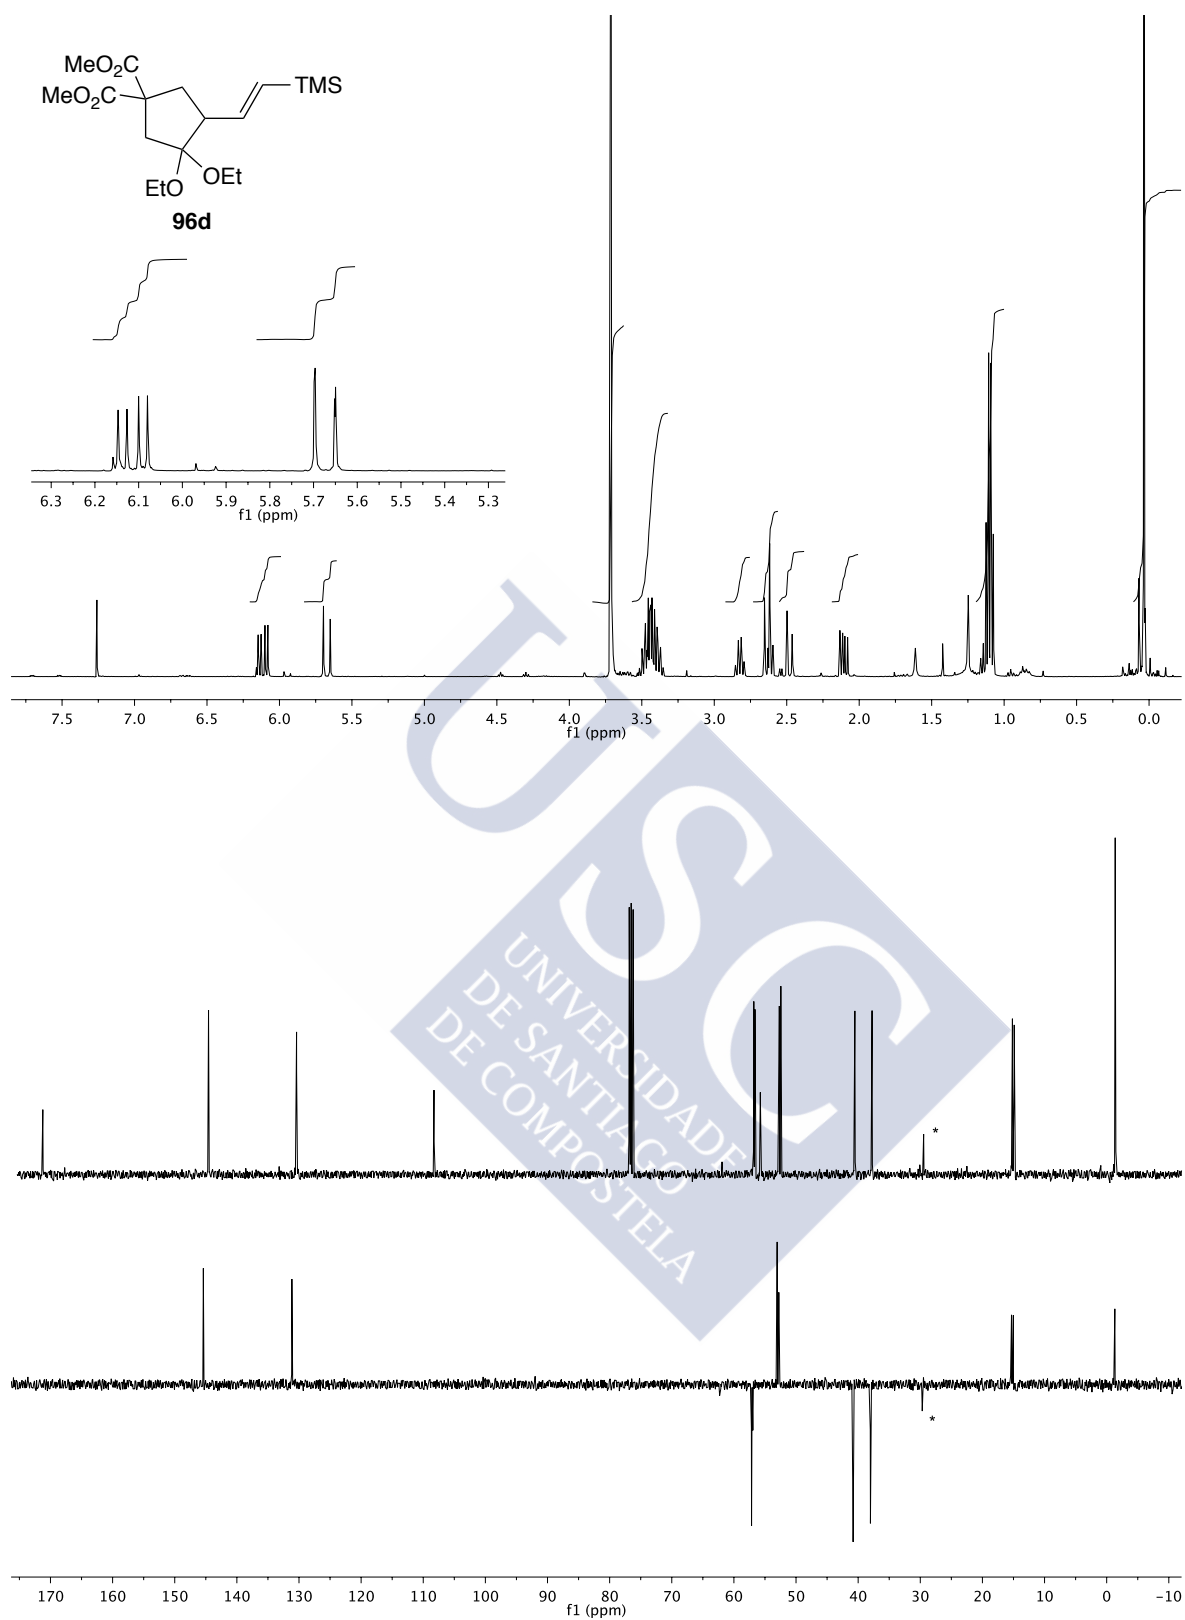 MeO2C
MeO2C
TMS
OEt
EtO
96d
6.3 6.2 6.1 6.0 5.9 5.8 5.7 5.6 5.5 5.4 5.3
f1 (ppm)
7.5 7.0 6.5 6.0 5.5 5.0 4.5 4.0 3.5 3.0 2.5 2.0 1.5 1.0 0.5 0.0
f1 (ppm)
USC
UNIVERSIDADE
DE SANTIAGO
DE COMPOSTELA
*
*
170 160 150 140 130 120 110 100 90 80 70 60 50 40 30 20 10 0 -10
f1 (ppm)